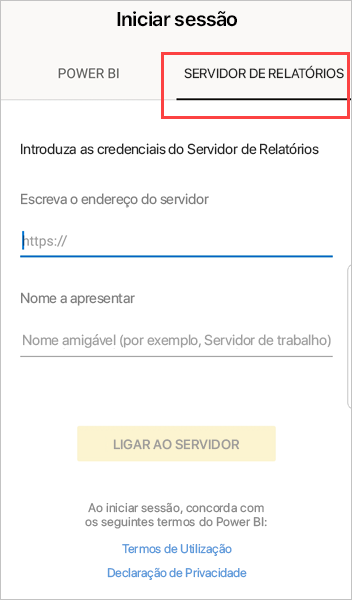 Iniciar sessão
POWER BI
SERVIDOR DE RELATÓRIOS
Introduza as credenciais do Servidor de Relatórios
Escreva o endereço do servidor
https://
Nome a apresentar
Nome amigável (por exemplo, Servidor de trabalho)
LIGAR AO SERVIDOR
Ao iniciar sessão, concorda com
os seguintes termos do Power BI:
Termos de Utilização
Declaração de Privacidade